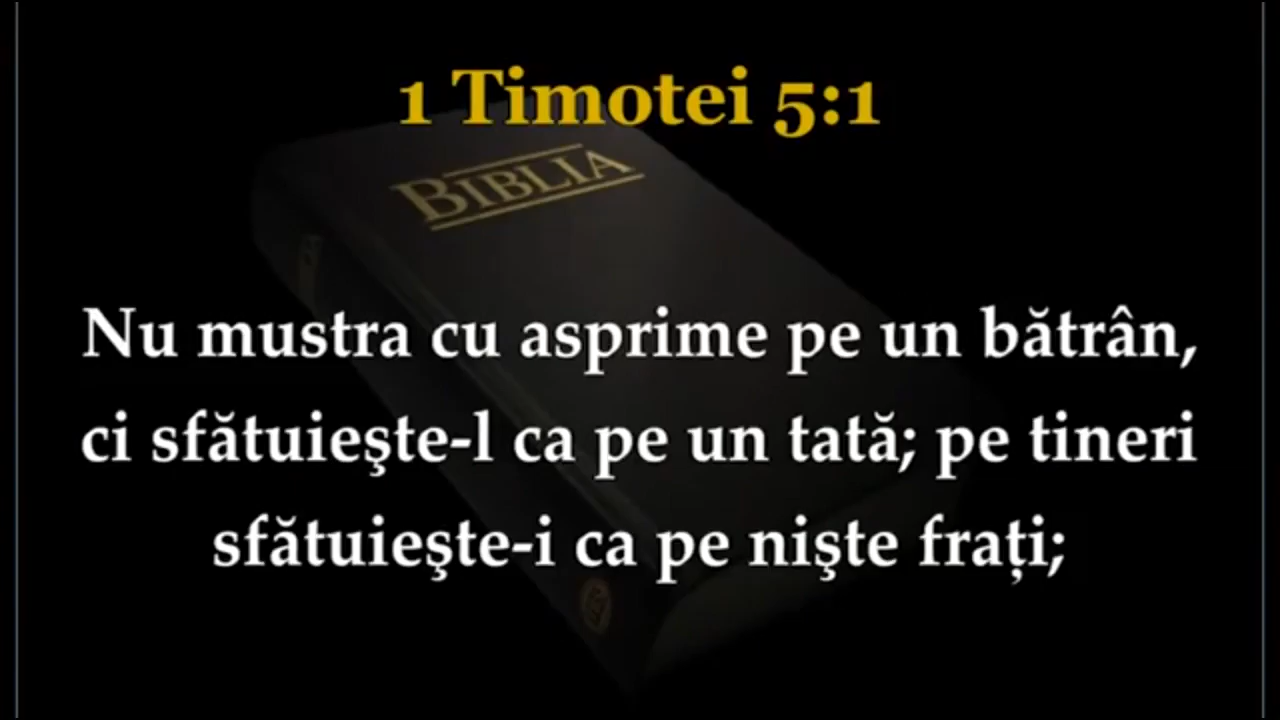 1 Timotei 5:1
BIBLIA
Nu mustra cu asprime pe un bătrân,
ci sfătuieşte-l ca pe un tată; pe tineri
sfătuieşte-i ca pe nişte frați;